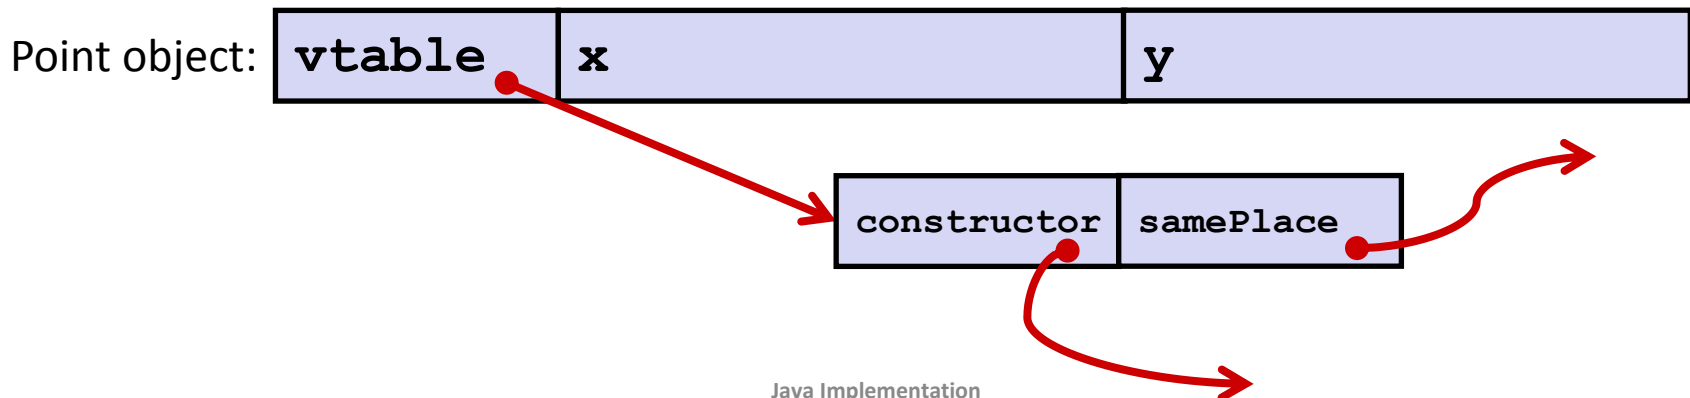 Point object: vtable x y
constructor samePlace
Java Implementation